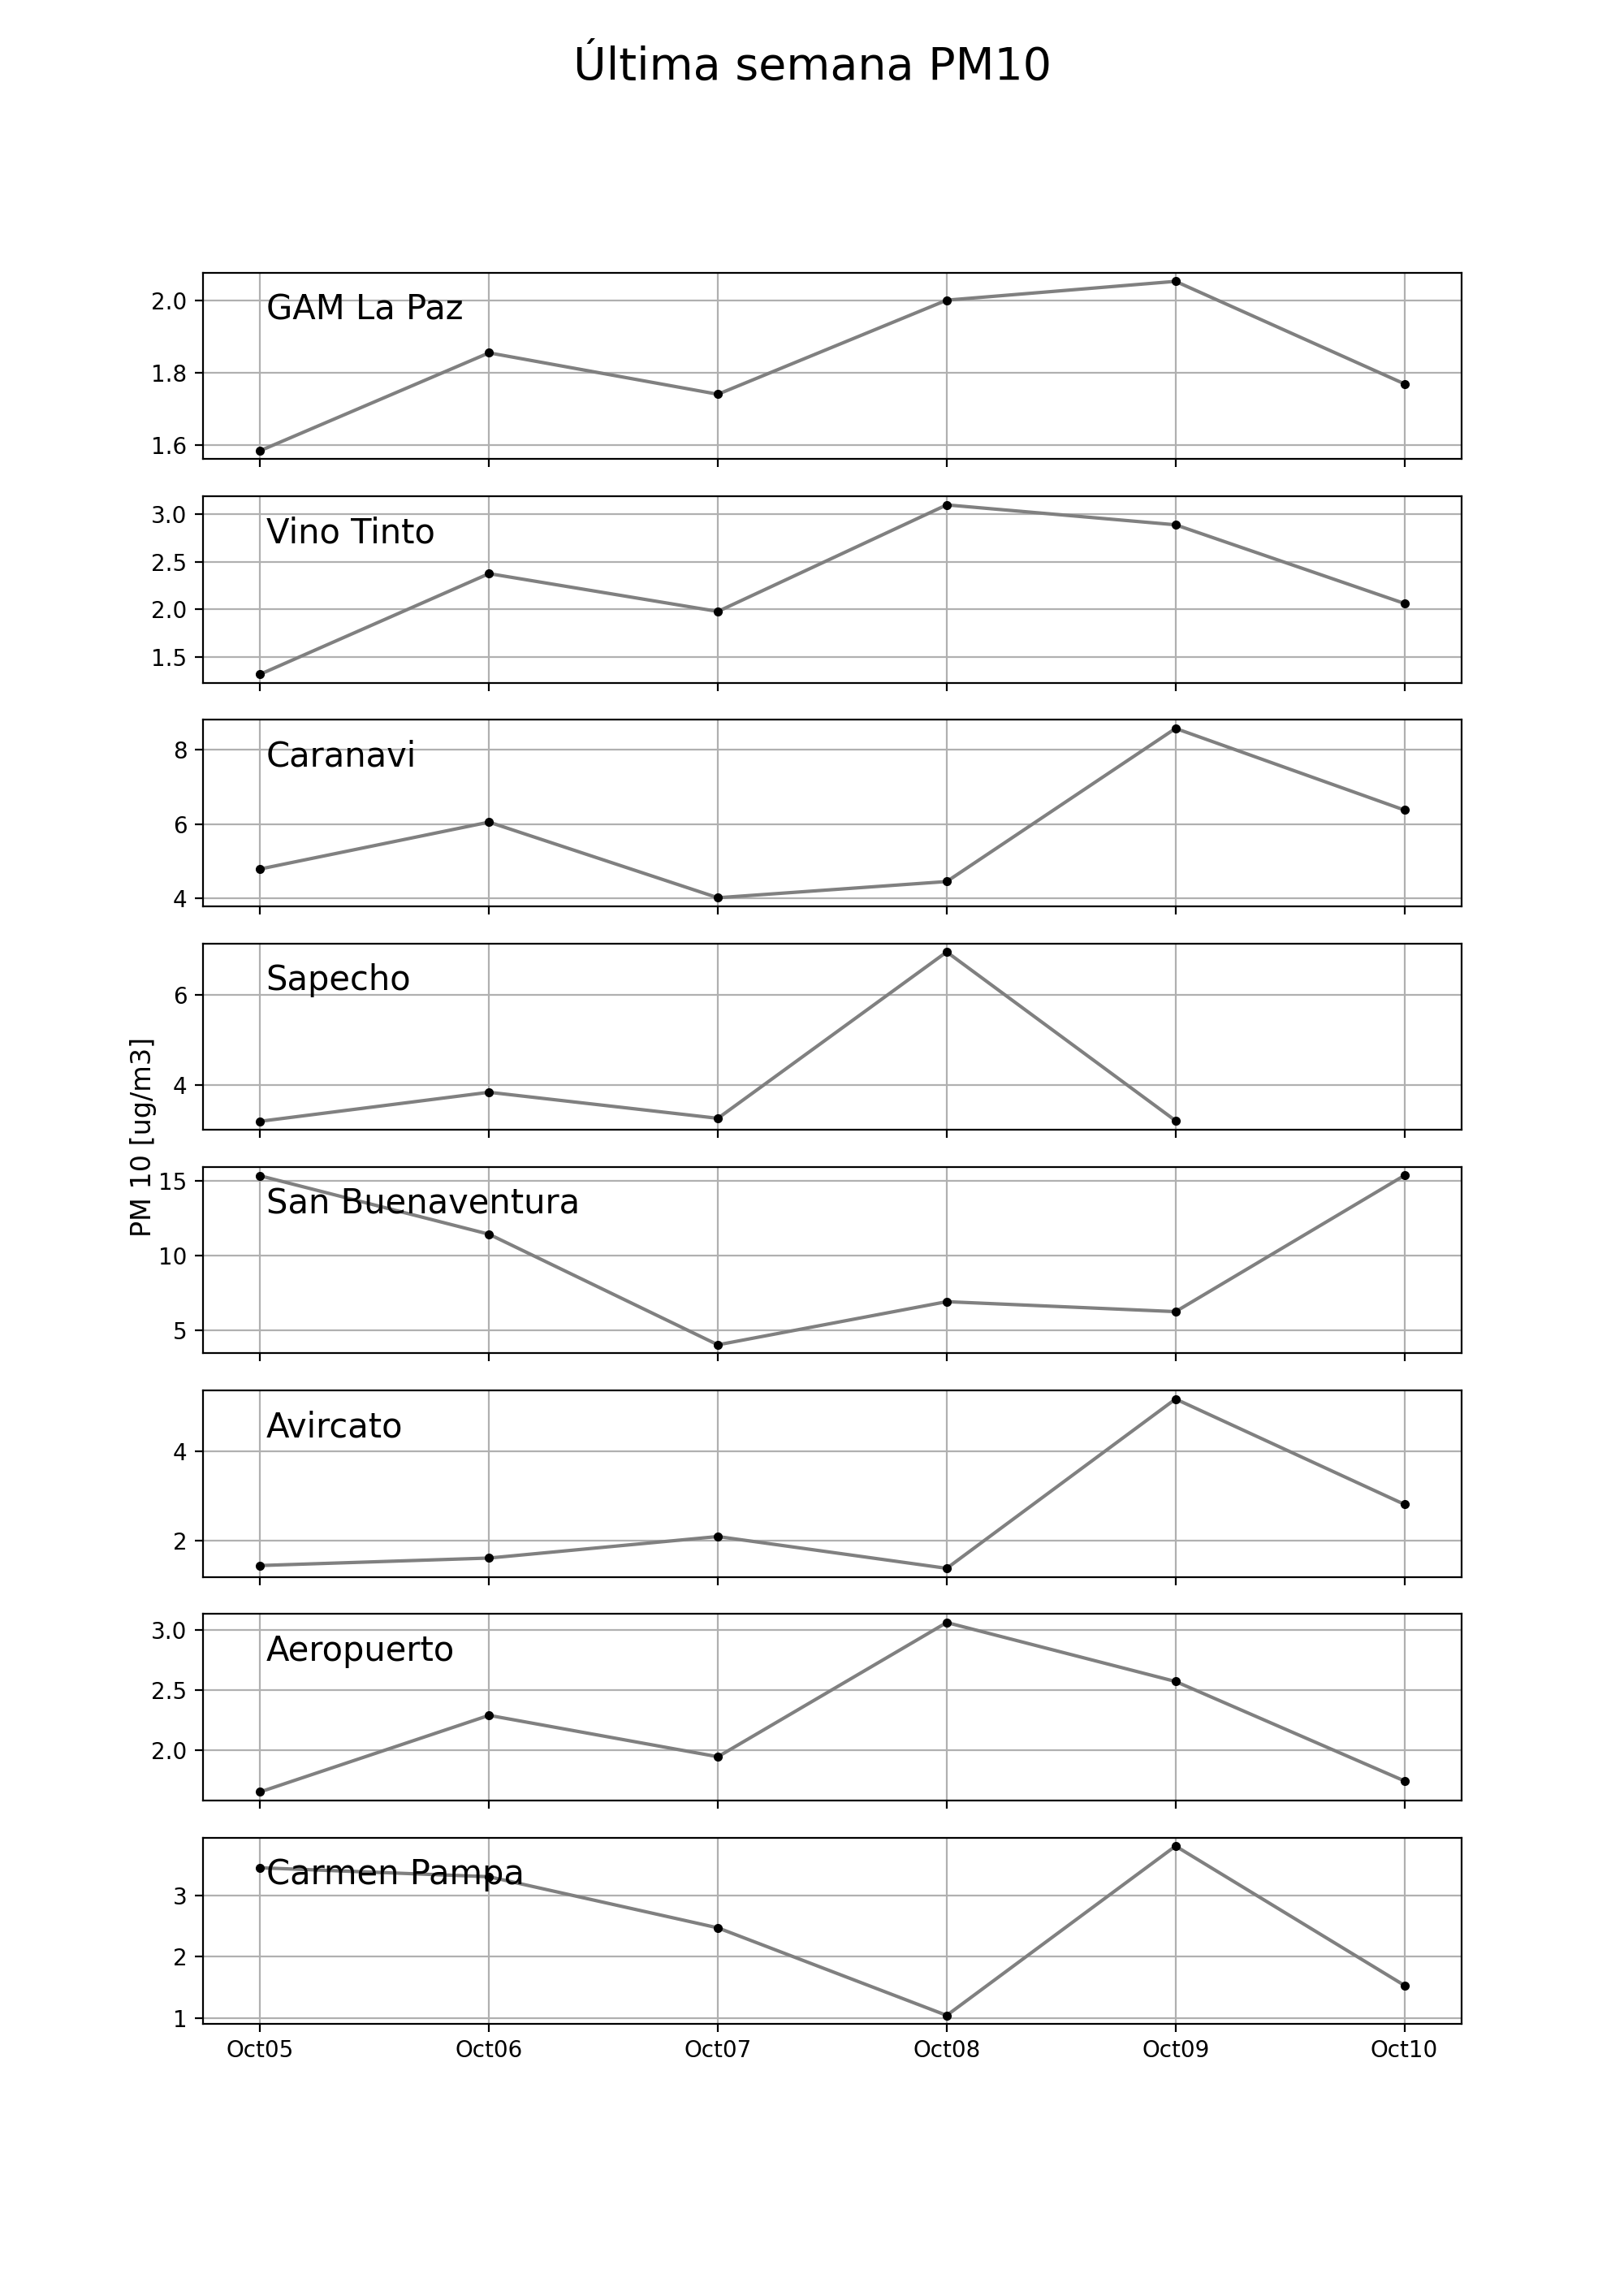 Última semana PM10
GAM La Paz
2.0
1.8
1.6
Vino Tinto
3.0
2.5
2.0
1.5
Caranavi
8
6
4
Sapecho
6
4
PM 10 [ug/m3]
San Buenaventura
15
10
5
Avircato
4
2
Aeropuerto
3.0
2.5
2.0
Carmen Pampa
3
2
1
Oct05 Oct06 Oct07 Oct08 Oct09 Oct10